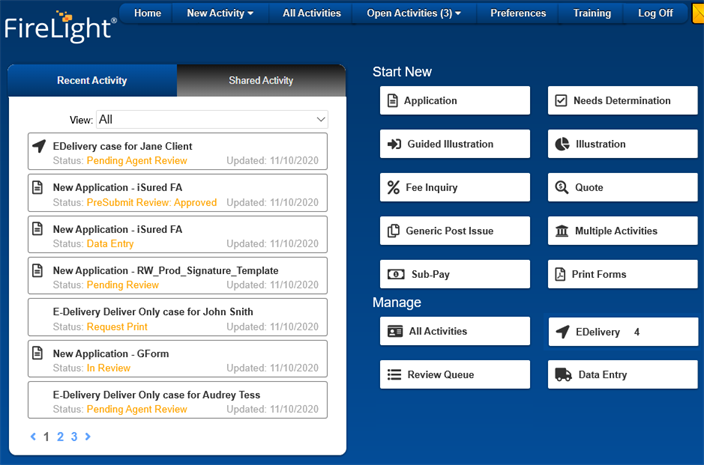 FireLight®
Home New Activity All Activities Open Activities (3) Preferences Training Log Off
Recent Activity Shared Activity
View: All
EDelivery case for Jane Client
Status: Pending Agent Review Updated: 11/10/2020
New Application - iSured FA
Status: PreSubmit Review: Approved Updated: 11/10/2020
New Application - iSured FA
Status: Data Entry Updated: 11/10/2020
New Application - RW_Prod_Signature_Template
Status: Pending Review Updated: 11/10/2020
E-Delivery Deliver Only case for John Smith
Status: Request Print Updated: 11/10/2020
New Application - GForm
Status: In Review Updated: 11/10/2020
E-Delivery Deliver Only case for Audrey Tess
Status: Pending Agent Review Updated: 11/10/2020
1 2 3
Start New
Application Needs Determination
Guided Illustration Illustration
Fee Inquiry Quote
Generic Post Issue Multiple Activities
Sub-Pay Print Forms
Manage
All Activities EDelivery 4
Review Queue Data Entry